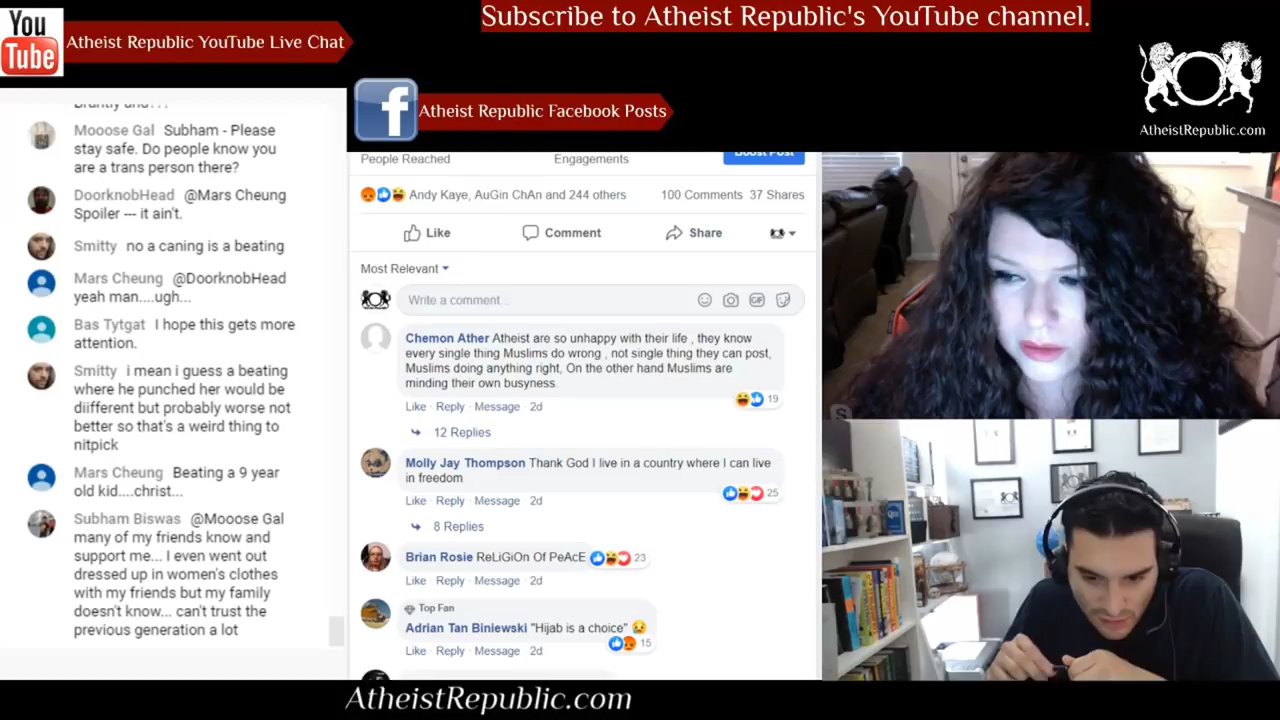 Subscribe to Atheist Republic's YouTube channel.
You
Tube
Atheist Republic YouTube Live Chat
AtheistRepublic.com
f
Atheist Republic Facebook Posts
Mooose Gal Subham - Please
stay safe. Do people know you
are a trans person there?
DoorknobHead @Mars Cheung
Spoiler --- it ain't.
Smitty no a caning is a beating
Mars Cheung @DoorknobHead
yeah man....ugh...
Bas Tytgat I hope this gets more
attention.
Smitty i mean i guess a beating
where he punched her would be
diifferent but probably worse not
better so that's a weird thing to
nitpick
Mars Cheung Beating a 9 year
old kid....christ...
Subham Biswas @Mooose Gal
many of my friends know and
support me... I even went out
dressed up in women's clothes
with my friends but my family
doesn't know... can't trust the
previous generation a lot
People Reached Engagements Boost Post
Andy Kaye, AuGin ChAn and 244 others 100 Comments 37 Shares
Like Comment Share
Most Relevant
Write a comment... GIF
Chemon Ather Atheist are so unhappy with their life , they know
every single thing Muslims do wrong , not single thing they can post,
Muslims doing anything right, On the other hand Muslims are
minding their own busyness.
19
Like · Reply · Message · 2d
12 Replies
Molly Jay Thompson Thank God I live in a country where I can live
in freedom
25
Like · Reply · Message · 2d
8 Replies
Brian Rosie ReLiGiOn Of PeAcE 23
Like · Reply · Message · 2d
Top Fan
Adrian Tan Biniewski "Hijab is a choice"
15
Like · Reply · Message · 2d
AtheistRepublic.com